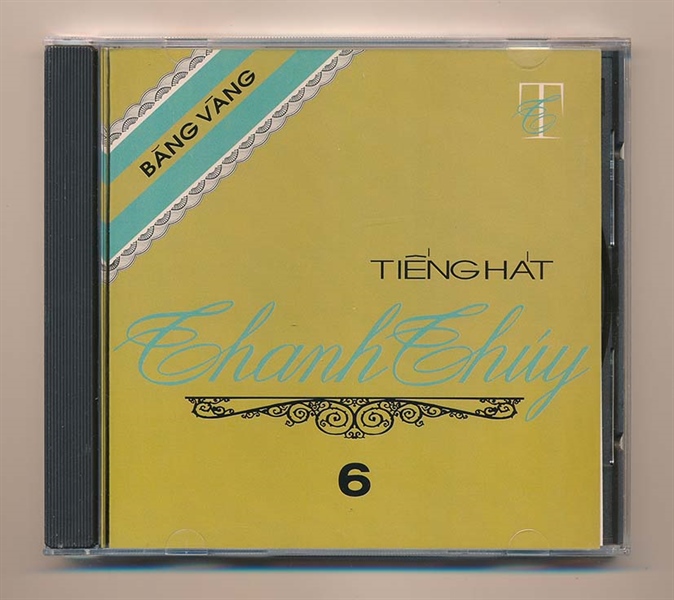 BĂNG VÀNG
T
TIẾNG HÁT
Thanh Thúy
6